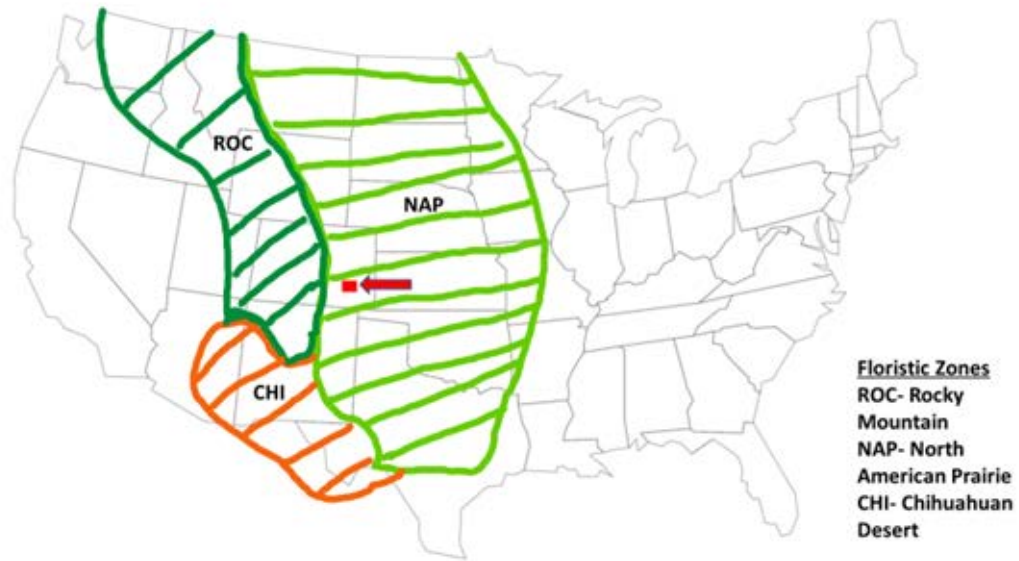 ROC
NAP
CHI
Floristic Zones
ROC- Rocky
Mountain
NAP- North
American Prairie
CHI- Chihuahuan
Desert